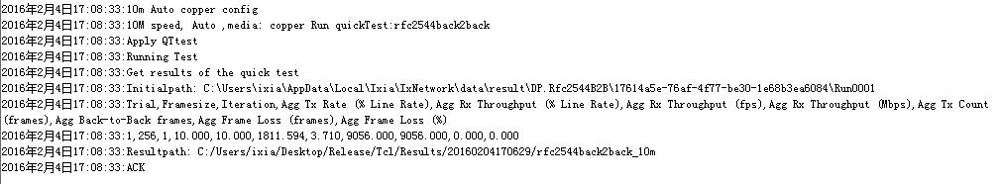 2016年2月4日17:08:33:10m Auto copper config
2016年2月4日17:08:33:10M speed, Auto ,media: copper Run quickTest:rfc2544back2back
2016年2月4日17:08:33:Apply QTtest
2016年2月4日17:08:33:Running Test
2016年2月4日17:08:33:Get results of the quick test
2016年2月4日17:08:33:Initialpath: C:\Users\ixia\AppData\Local\Ixia\IxNetwork\data\result\DP.Rfc2544B2B\17614a5e-76af-4f77-be30-1e68b3ea6084\Run0001
2016年2月4日17:08:33:Trial,Framesize,Iteration,Agg Tx Rate (% Line Rate),Agg Rx Throughput (% Line Rate),Agg Rx Throughput (fps),Agg Rx Throughput (Mbps),Agg Tx Count
(frames),Agg Back-to-Back frames,Agg Frame Loss (frames),Agg Frame Loss (%)
2016年2月4日17:08:33:1,256,1,10.000,10.000,1811.594,3.710,9056.000,9056.000,0.000,0.000
2016年2月4日17:08:33:Resultpath: C:/Users/ixia/Desktop/Release/Tcl/Results/20160204170629/rfc2544back2back_10m
2016年2月4日17:08:33:ACK